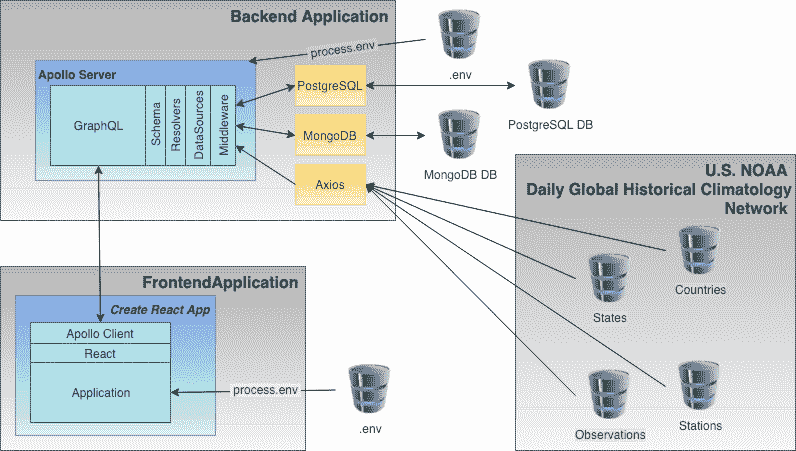 Backend Application
process.env
.env
Apollo Server
GraphQL
Schema
Resolvers
DataSources
Middleware
PostgreSQL
MongoDB
Axios
PostgreSQL DB
MongoDB DB
U.S. NOAA
Daily Global Historical Climatology
Network
Countries
States
Observations
Stations
FrontendApplication
Create React App
Apollo Client
React
Application
process.env
.env